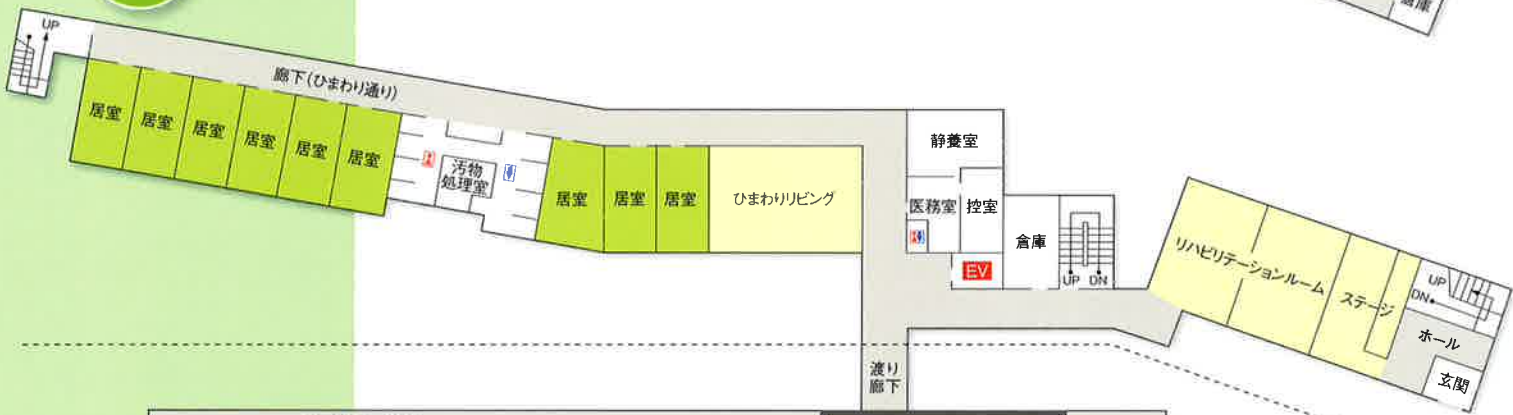 倉庫
UP
廊下(ひまわり通り)
居室
居室
居室
居室
居室
居室
汚物
処理室
居室
居室
居室
ひまわりリビング
静養室
医務室
控室
倉庫
EV
UP
DN
リハビリテーションルーム
ステージ
UP
DN
ホール
玄関
渡り
廊下